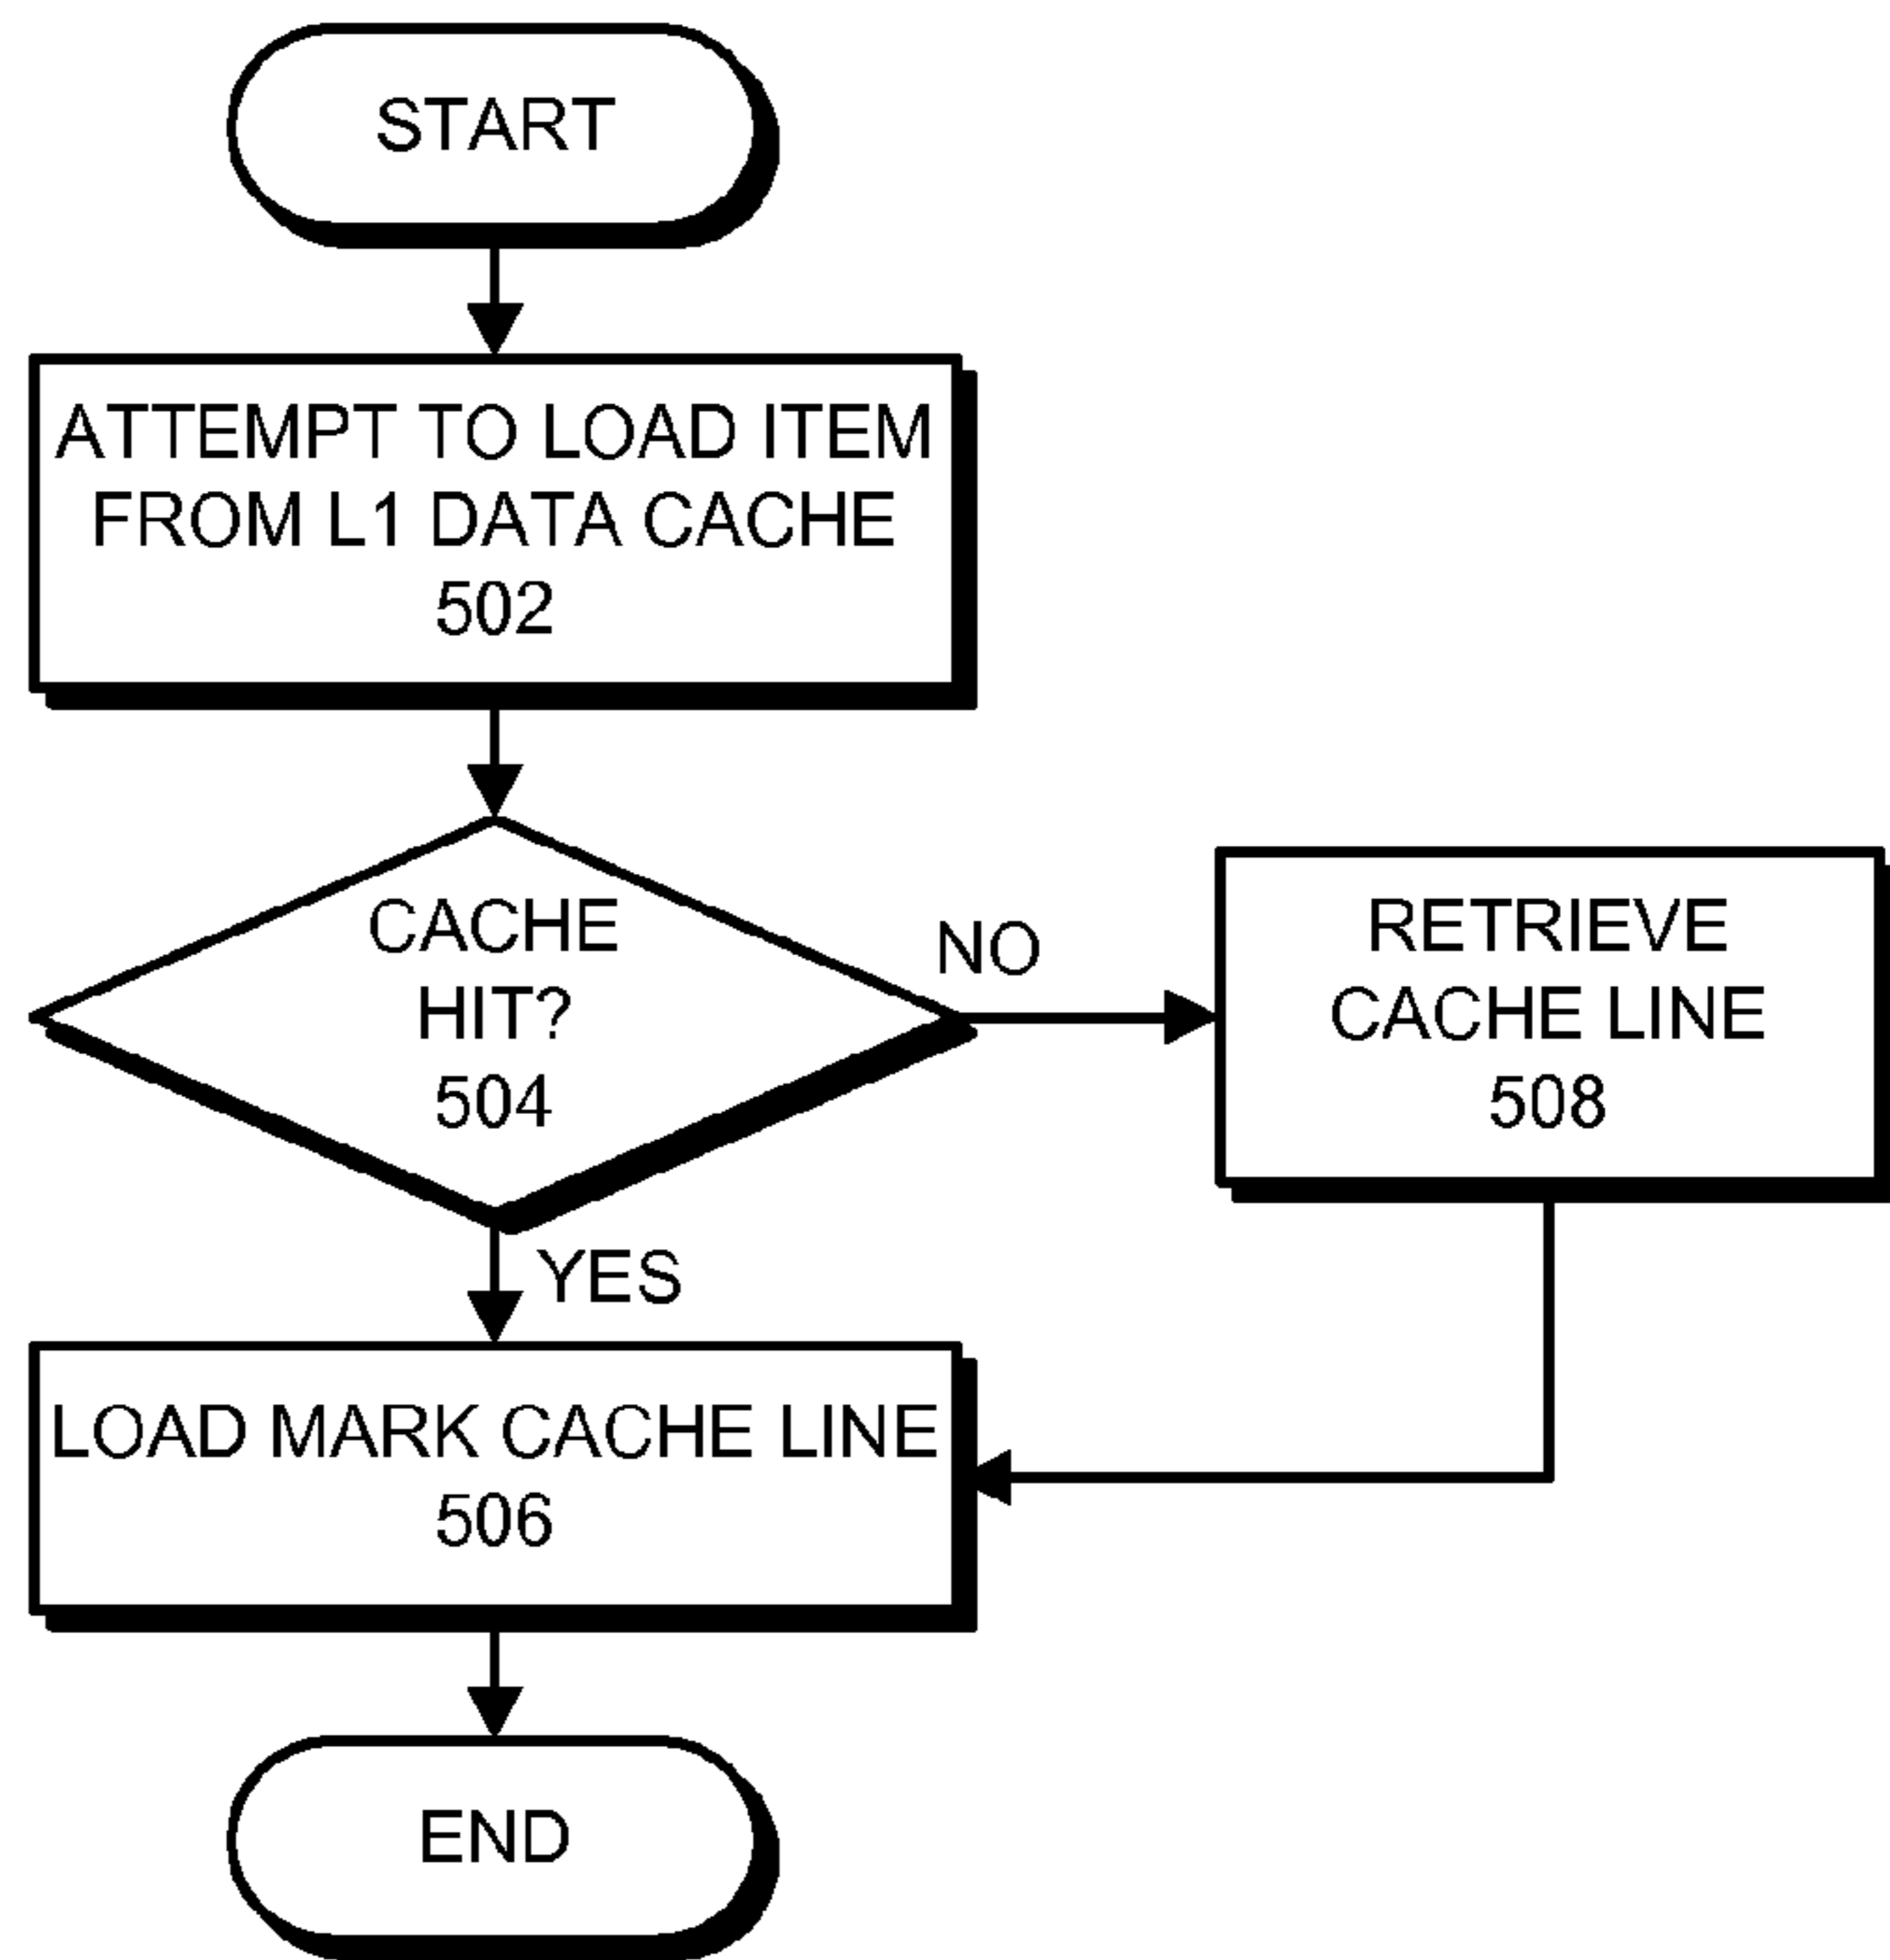 START
ATTEMPT TO LOAD ITEM
FROM L1 DATA CACHE
502
CACHE
HIT?
504
NO
RETRIEVE
CACHE LINE
508
YES
LOAD MARK CACHE LINE
506
END